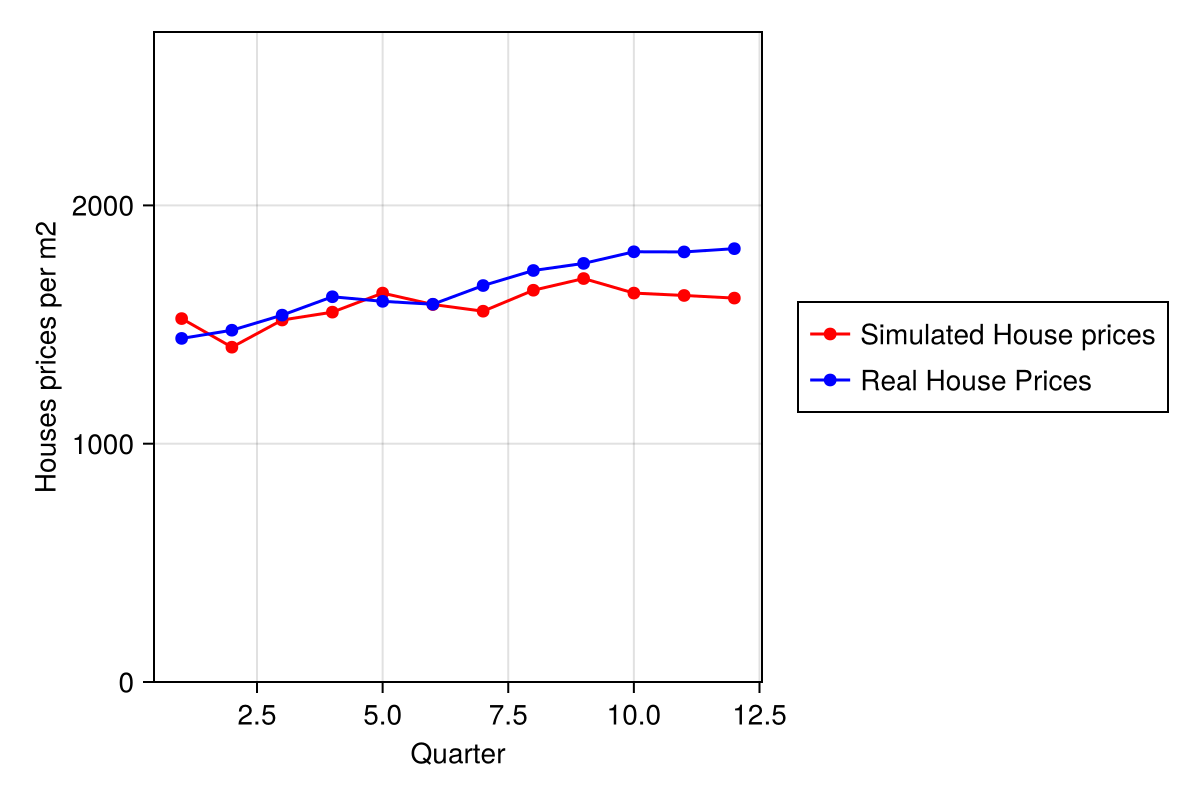 Houses prices per m2
2000
1000
0
2.5 5.0 7.5 10.0 12.5
Quarter
Simulated House prices
Real House Prices